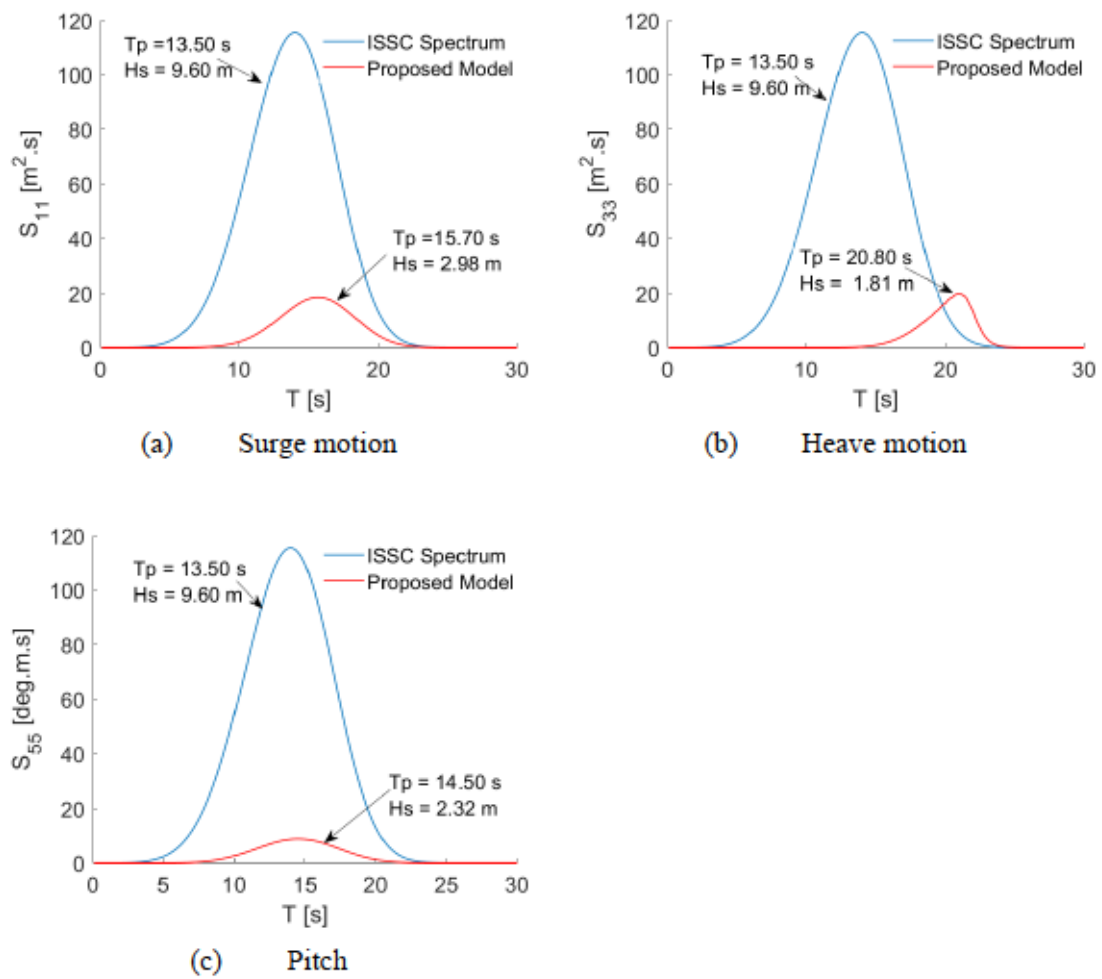 120
100
80
60
40
20
0
S11 [m2.s]
Tp =13.50 s
Hs = 9.60 m
ISSC Spectrum
Proposed Model
Tp =15.70 s
Hs = 2.98 m
0 10 20 30
T [s]
(a) Surge motion
120
100
80
60
40
20
0
S33 [m2.s]
Tp = 13.50 s
Hs = 9.60 m
ISSC Spectrum
Proposed Model
Tp = 20.80 s
Hs = 1.81 m
0 10 20 30
T [s]
(b) Heave motion
120
100
80
60
40
20
0
S55 [deg.m.s]
Tp = 13.50 s
Hs = 9.60 m
ISSC Spectrum
Proposed Model
Tp = 14.50 s
Hs = 2.32 m
0 5 10 15 20 25 30
T [s]
(c) Pitch